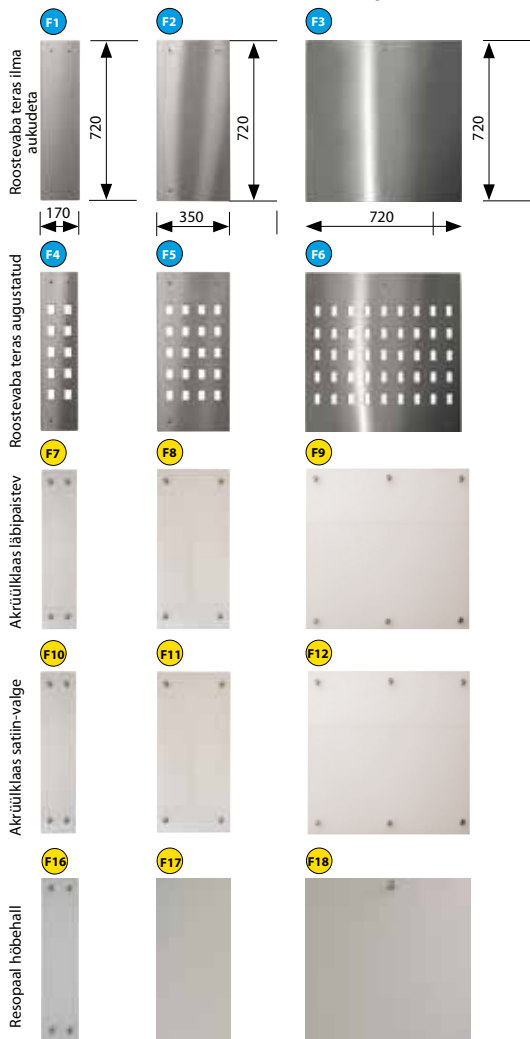 F1
F2
F3
Roostevaba teras ilma
aukudeta
720
720
720
170
350
720
F4
F5
F6
Roostevaba teras augustatud
F7
F8
F9
Akrüülklaas läbipaistev
F10
F11
F12
Akrüülklaas satiin-valge
F16
F17
F18
Resopaal hõbehall